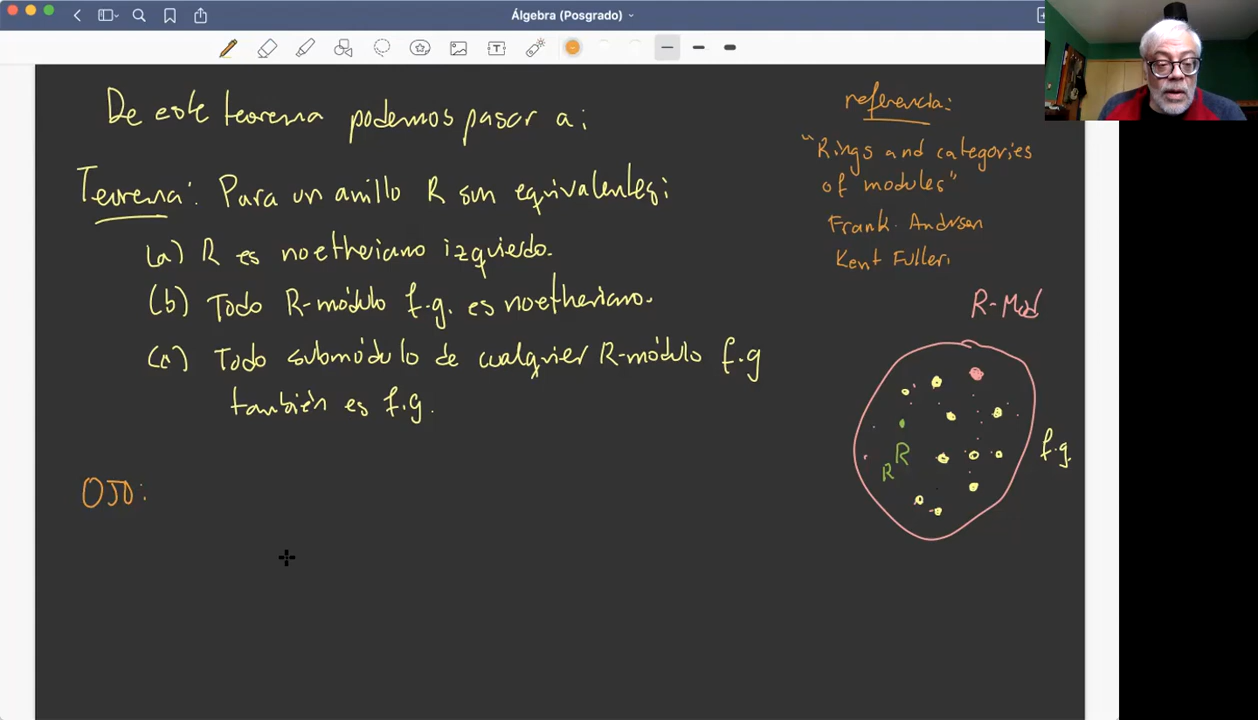 Álgebra (Posgrado)
De este teorema podemos pasar a:
Teorema: Para un anillo R son equivalentes:
(a) R es noetheriano izquierdo.
(b) Todo R-módulo f.g. es noetheriano.
(c) Todo submódulo de cualquier R-módulo f.g
también es f.g.
OJO:
referencia:
"Rings and categories
of modules"
Frank Anderson
Kent Fuller.
R-Mod
R R
f.g.